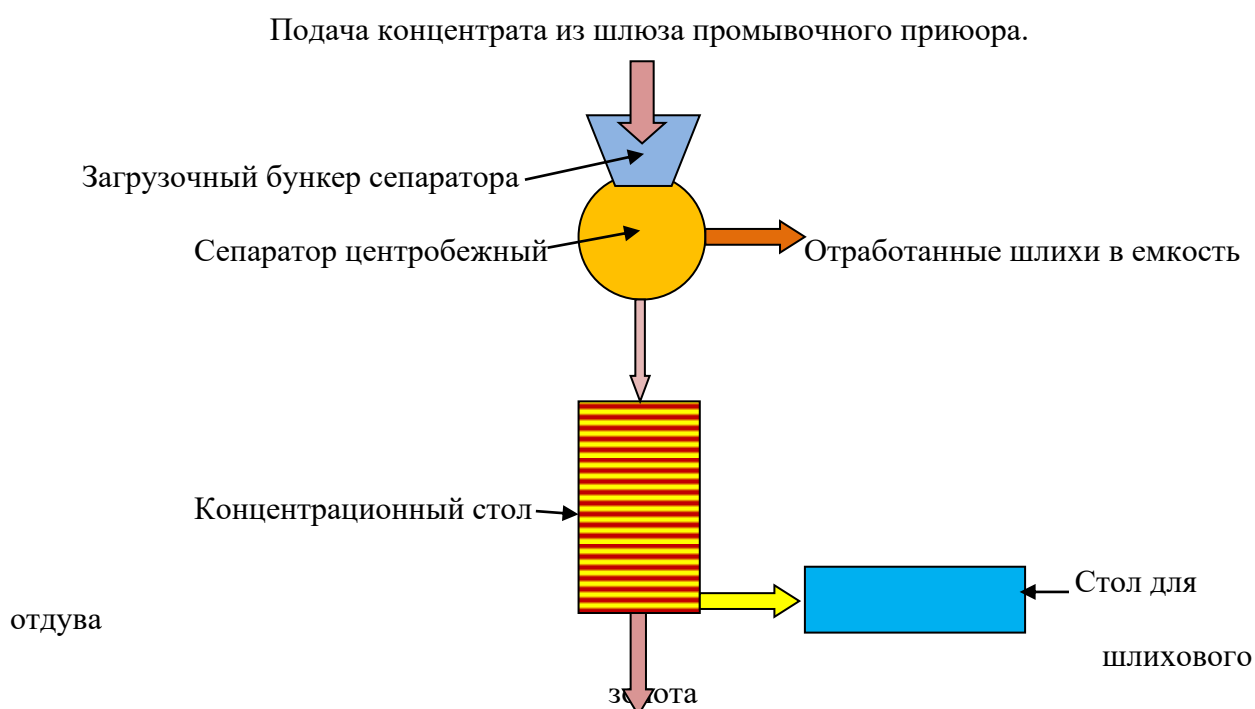 Подача концентрата из шлюза промывочного приюора.
Загрузочный бункер сепаратора
Сепаратор центробежный
Отработанные шлихи в емкость
Концентрационный стол
Стол для
отдува
шлихового
золота